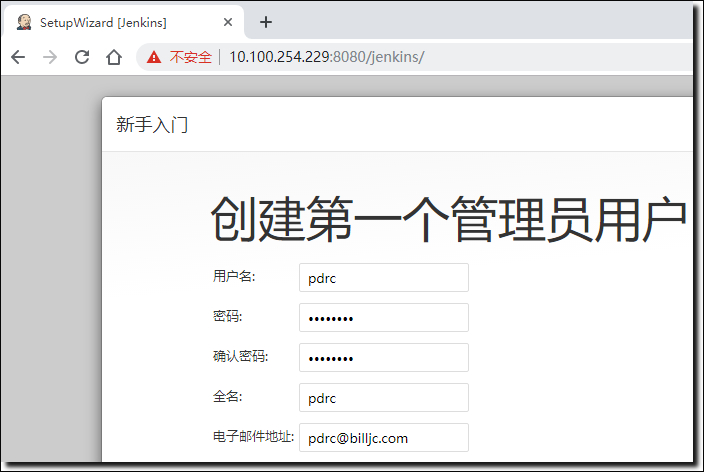 SetupWizard [Jenkins]
不安全 10.100.254.229:8080/jenkins/
新手入门
创建第一个管理员用户
用户名: pdrc
密码: ••••••••
确认密码: ••••••••
全名: pdrc
电子邮件地址: pdrc@billjc.com